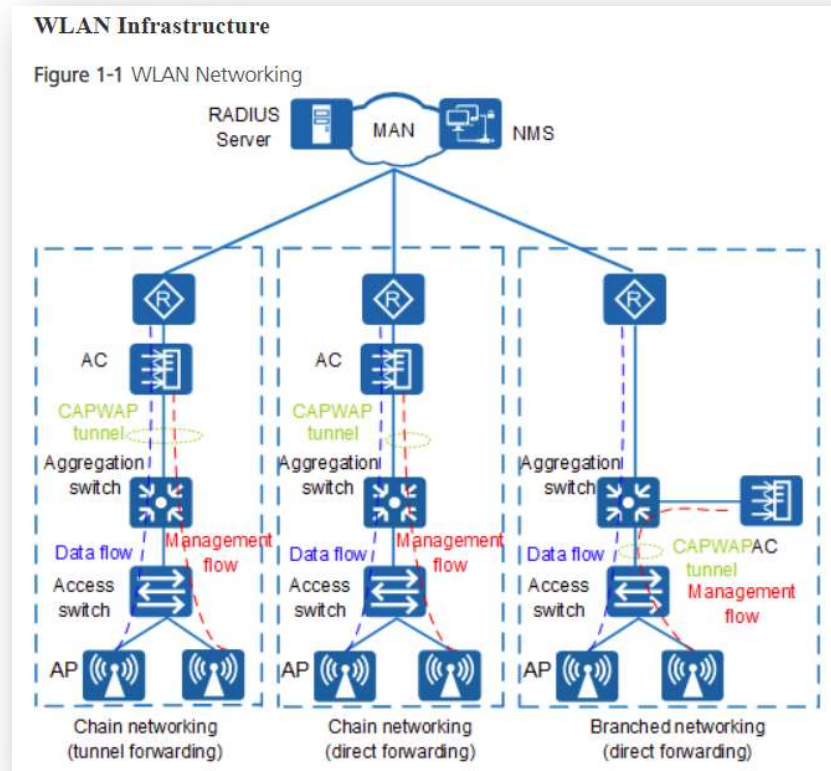 WLAN Infrastructure
Figure 1-1 WLAN Networking
RADIUS
Server
MAN
NMS
R
R
R
AC
AC
CAPWAP
tunnel
CAPWAP
tunnel
Aggregation
switch
Aggregation
switch
Aggregation
switch
Data flow
Management
flow
Data flow
Management
flow
Data flow
CAPWAP
tunnel
AC
Management
flow
Access
switch
Access
switch
Access
switch
AP
AP
AP
Chain networking
(tunnel forwarding)
Chain networking
(direct forwarding)
Branched networking
(direct forwarding)